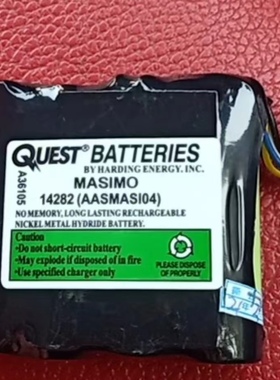 QUEST® BATTERIES
BY HARDING ENERGY, INC.
A36105
MASIMO
14282 (AASMASI04)
NO MEMORY, LONG LASTING RECHARGEABLE
NICKEL METAL HYDRIDE BATTERY.
Caution:
•Do not short-circuit battery
•May explode if disposed of in fire
•Use specified charger only
PLEASE DISPOSE
OF PROPERLY